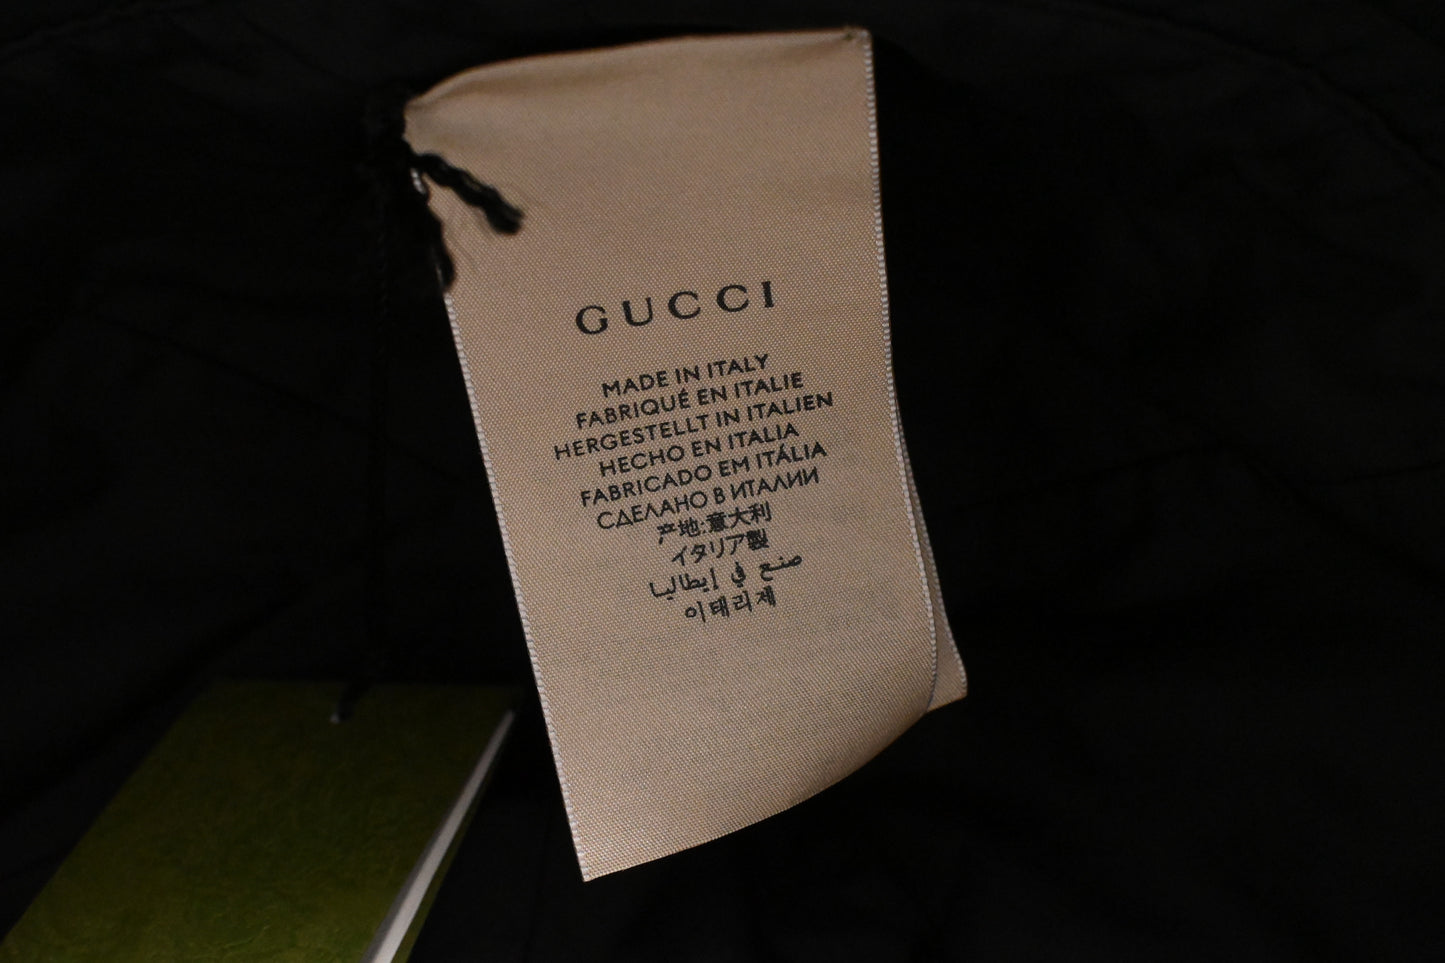 GUCCI
MADE IN ITALY
FABRIQUÉ EN ITALIE
HERGESTELLT IN ITALIEN
HECHO EN ITALIA
FABRICADO EM ITÁLIA
СДЕЛАНО В ИТАЛИИ
产地:意大利
イタリア製
صنع في إيطاليا
이태리제